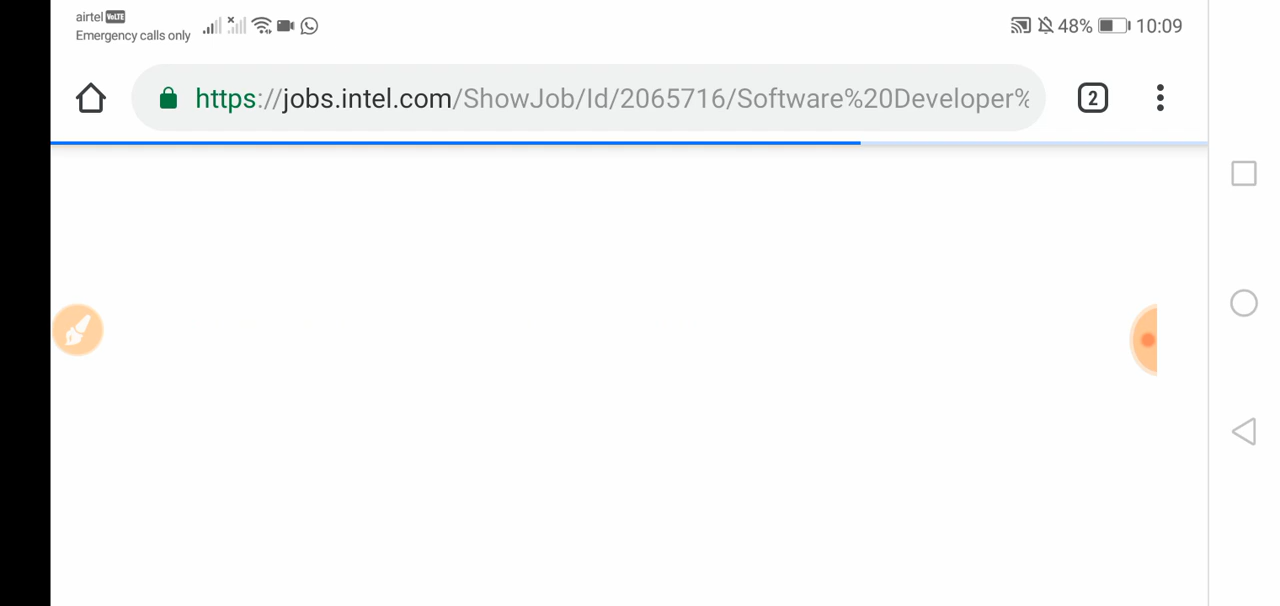 airtel VoLTE
Emergency calls only
48% 10:09
https://jobs.intel.com/ShowJob/Id/2065716/Software%20Developer%
2